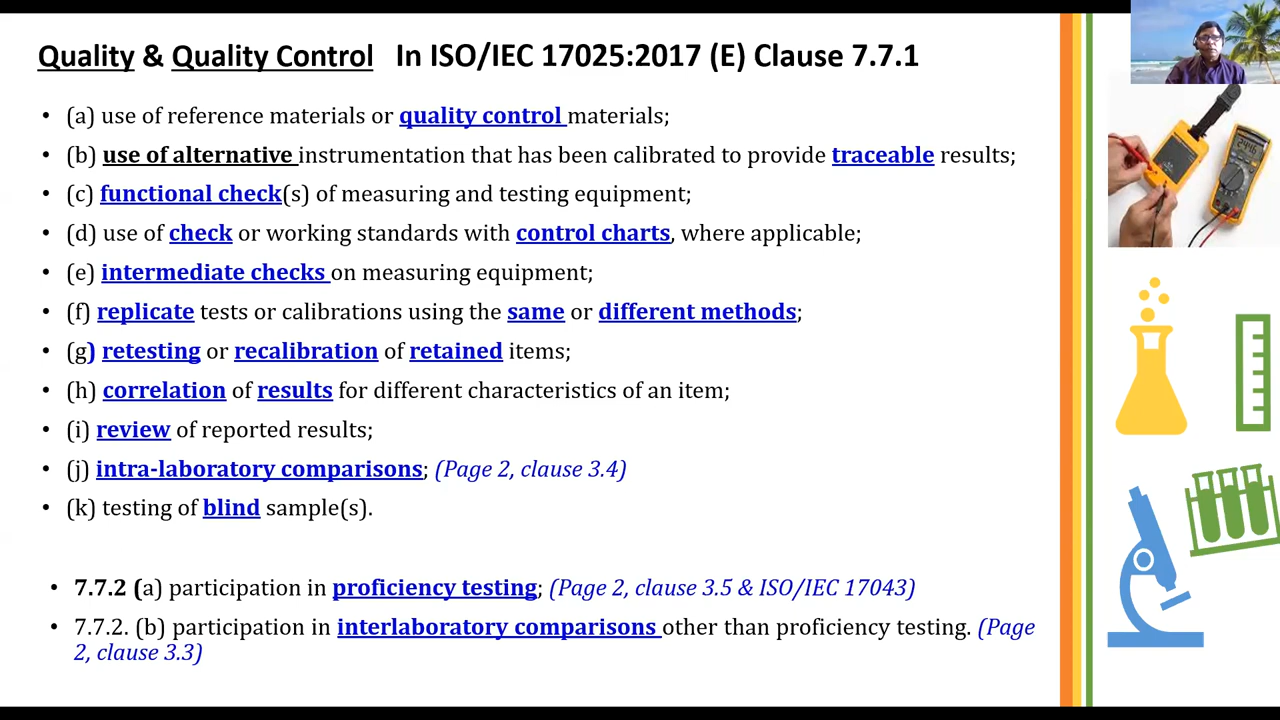 Quality & Quality Control In ISO/IEC 17025:2017 (E) Clause 7.7.1
• (a) use of reference materials or quality control materials;
• (b) use of alternative instrumentation that has been calibrated to provide traceable results;
• (c) functional check(s) of measuring and testing equipment;
• (d) use of check or working standards with control charts, where applicable;
• (e) intermediate checks on measuring equipment;
• (f) replicate tests or calibrations using the same or different methods;
• (g) retesting or recalibration of retained items;
• (h) correlation of results for different characteristics of an item;
• (i) review of reported results;
• (j) intra-laboratory comparisons; (Page 2, clause 3.4)
• (k) testing of blind sample(s).
• 7.7.2 (a) participation in proficiency testing; (Page 2, clause 3.5 & ISO/IEC 17043)
• 7.7.2. (b) participation in interlaboratory comparisons other than proficiency testing. (Page
2, clause 3.3)